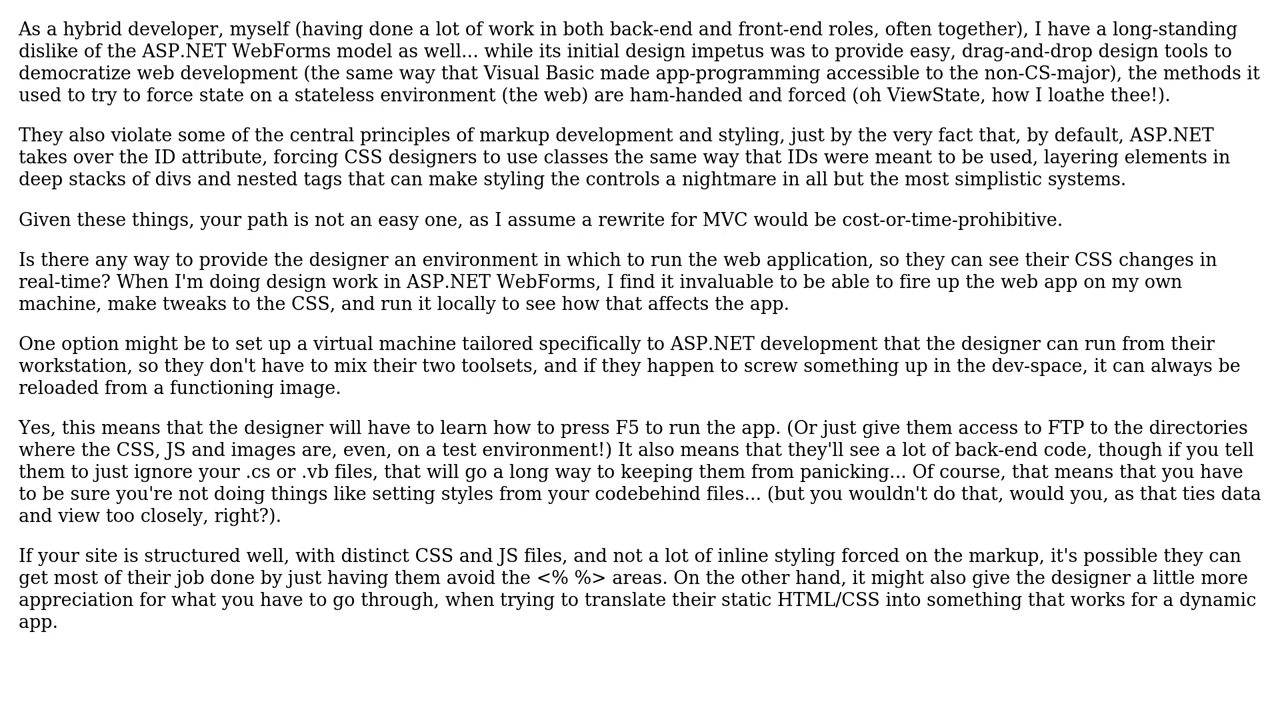 As a hybrid developer, myself (having done a lot of work in both back-end and front-end roles, often together), I have a long-standing
dislike of the ASP.NET WebForms model as well... while its initial design impetus was to provide easy, drag-and-drop design tools to
democratize web development (the same way that Visual Basic made app-programming accessible to the non-CS-major), the methods it
used to try to force state on a stateless environment (the web) are ham-handed and forced (oh ViewState, how I loathe thee!).
They also violate some of the central principles of markup development and styling, just by the very fact that, by default, ASP.NET
takes over the ID attribute, forcing CSS designers to use classes the same way that IDs were meant to be used, layering elements in
deep stacks of divs and nested tags that can make styling the controls a nightmare in all but the most simplistic systems.
Given these things, your path is not an easy one, as I assume a rewrite for MVC would be cost-or-time-prohibitive.
Is there any way to provide the designer an environment in which to run the web application, so they can see their CSS changes in
real-time? When I'm doing design work in ASP.NET WebForms, I find it invaluable to be able to fire up the web app on my own
machine, make tweaks to the CSS, and run it locally to see how that affects the app.
One option might be to set up a virtual machine tailored specifically to ASP.NET development that the designer can run from their
workstation, so they don't have to mix their two toolsets, and if they happen to screw something up in the dev-space, it can always be
reloaded from a functioning image.
Yes, this means that the designer will have to learn how to press F5 to run the app. (Or just give them access to FTP to the directories
where the CSS, JS and images are, even, on a test environment!) It also means that they'll see a lot of back-end code, though if you tell
them to just ignore your .cs or .vb files, that will go a long way to keeping them from panicking... Of course, that means that you have
to be sure you're not doing things like setting styles from your codebehind files... (but you wouldn't do that, would you, as that ties data
and view too closely, right?).
If your site is structured well, with distinct CSS and JS files, and not a lot of inline styling forced on the markup, it's possible they can
get most of their job done by just having them avoid the <% %> areas. On the other hand, it might also give the designer a little more
appreciation for what you have to go through, when trying to translate their static HTML/CSS into something that works for a dynamic
app.